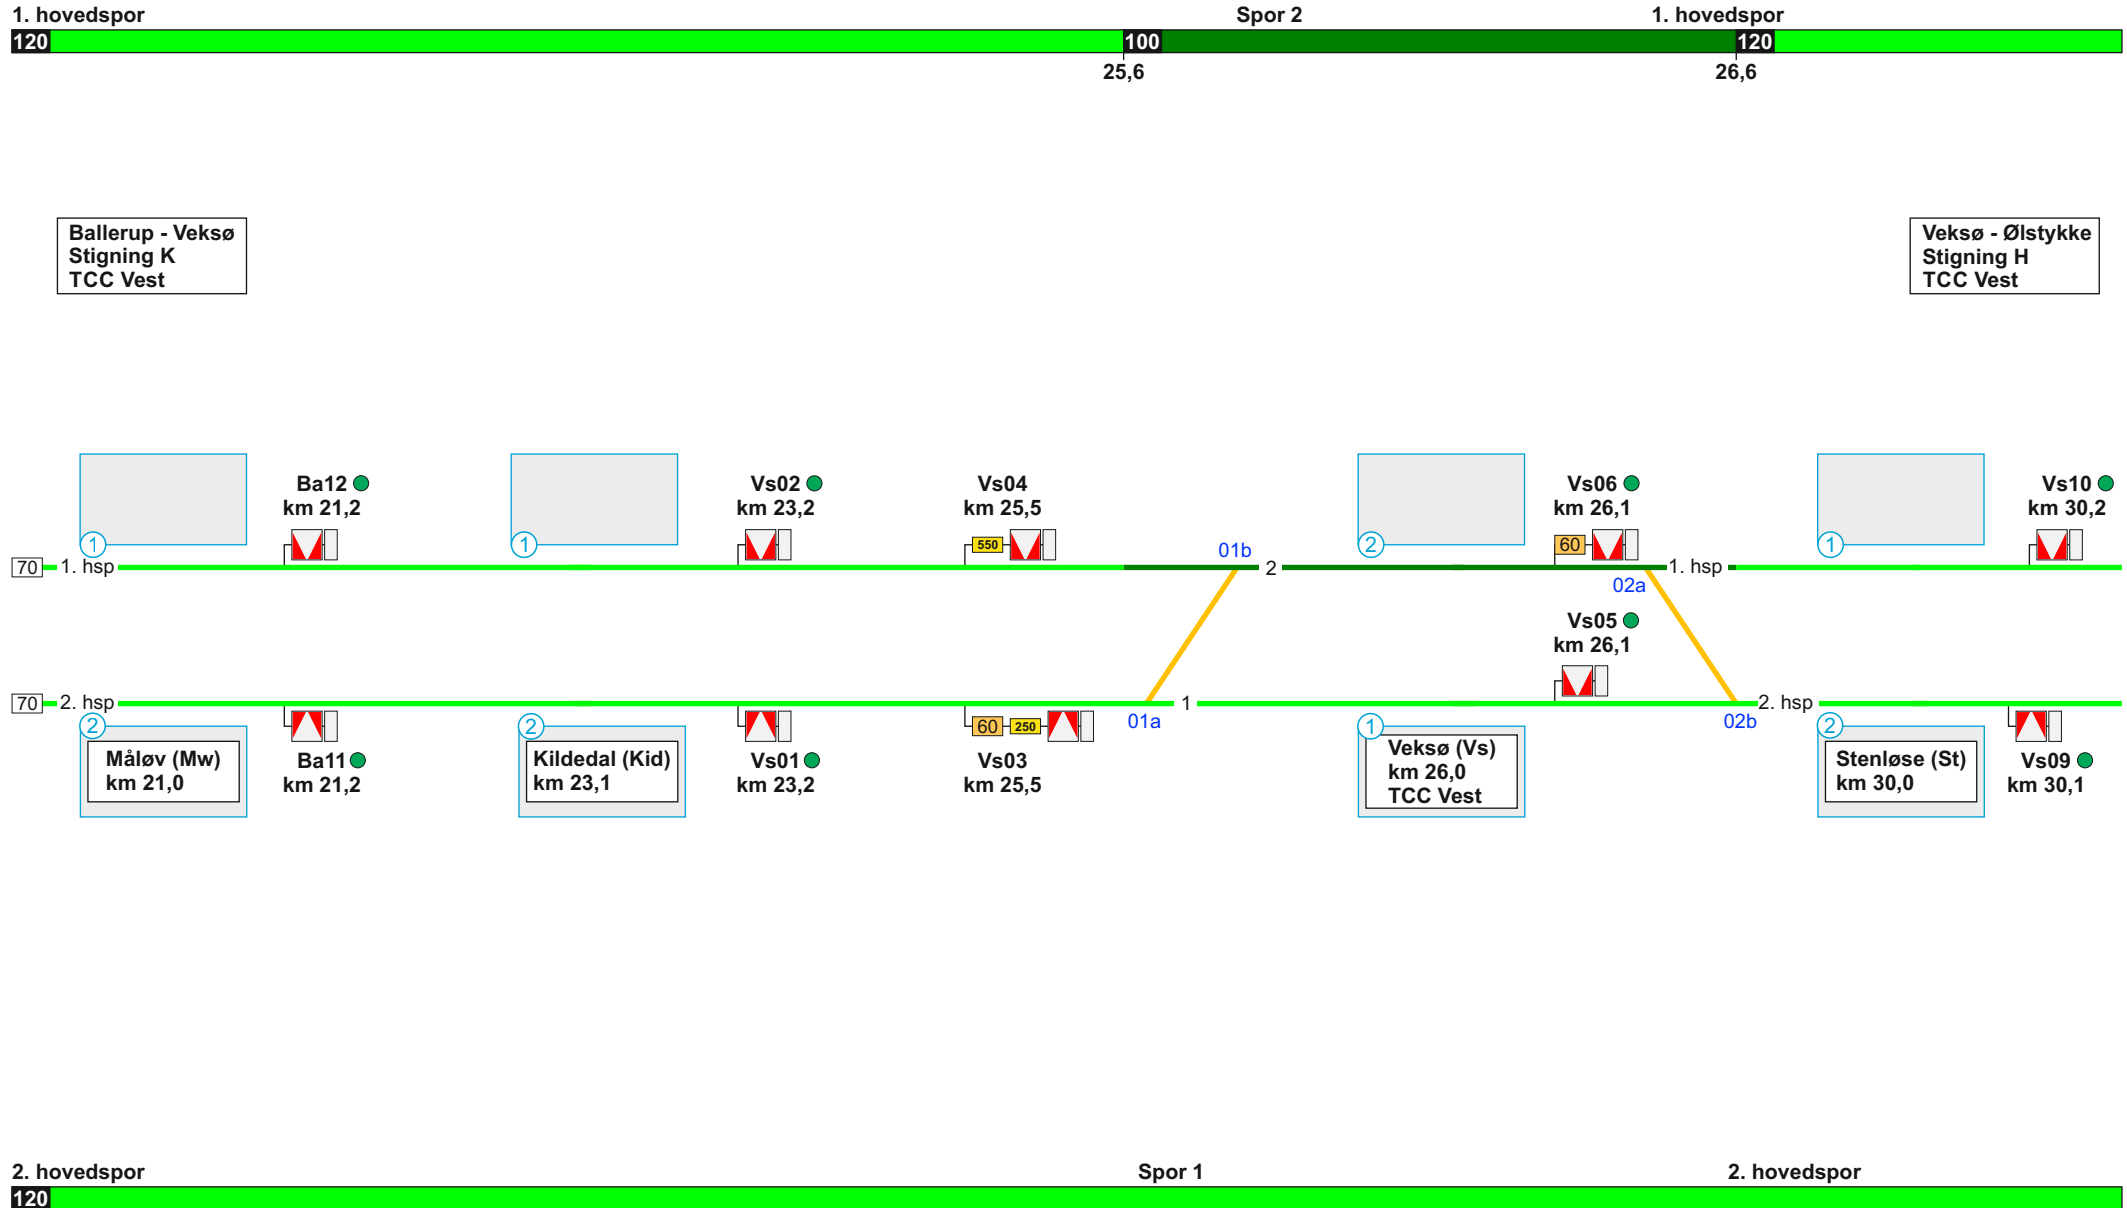 1. hovedspor
Spor 2
1. hovedspor
120
100
120
25,6
26,6
Ballerup - Veksø
Stigning K
TCC Vest
Veksø - Ølstykke
Stigning H
TCC Vest
Ba12
km 21,2
Vs02
km 23,2
Vs04
km 25,5
Vs06
km 26,1
Vs10
km 30,2
1
1
550
01b
2
60
1
70
1. hsp
2
1. hsp
02a
Vs05
km 26,1
70
2. hsp
1
2. hsp
2
2
60
250
01a
1
02b
2
Måløv (Mw)
km 21,0
Ba11
km 21,2
Kildedal (Kid)
km 23,1
Vs01
km 23,2
Vs03
km 25,5
Veksø (Vs)
km 26,0
TCC Vest
Stenløse (St)
km 30,0
Vs09
km 30,1
2. hovedspor
Spor 1
2. hovedspor
120